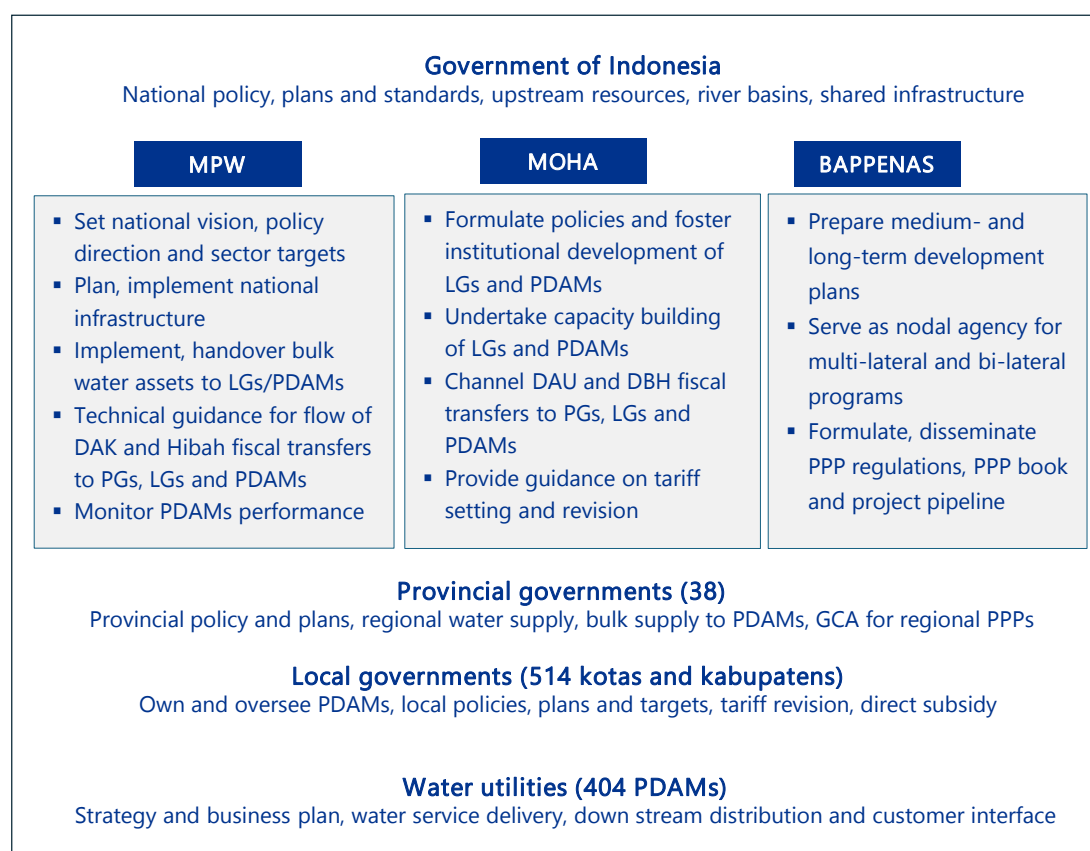 Government of Indonesia
National policy, plans and standards, upstream resources, river basins, shared infrastructure
MPW
▪ Set national vision, policy
direction and sector targets
▪ Plan, implement national
infrastructure
▪ Implement, handover bulk
water assets to LGs/PDAMs
▪ Technical guidance for flow of
DAK and Hibah fiscal transfers
to PGs, LGs and PDAMs
▪ Monitor PDAMs performance
MOHA
▪ Formulate policies and foster
institutional development of
LGs and PDAMs
▪ Undertake capacity building
of LGs and PDAMs
▪ Channel DAU and DBH fiscal
transfers to PGs, LGs and
PDAMs
▪ Provide guidance on tariff
setting and revision
BAPPENAS
▪ Prepare medium- and
long-term development
plans
▪ Serve as nodal agency for
multi-lateral and bi-lateral
programs
▪ Formulate, disseminate
PPP regulations, PPP book
and project pipeline
Provincial governments (38)
Provincial policy and plans, regional water supply, bulk supply to PDAMs, GCA for regional PPPs
Local governments (514 kotas and kabupatens)
Own and oversee PDAMs, local policies, plans and targets, tariff revision, direct subsidy
Water utilities (404 PDAMs)
Strategy and business plan, water service delivery, down stream distribution and customer interface